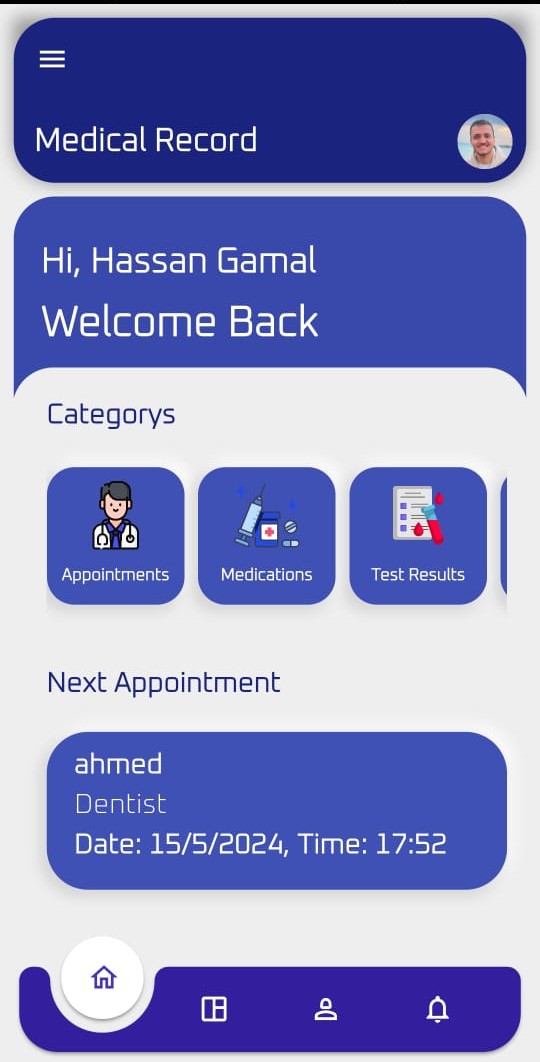 Medical Record
Hi, Hassan Gamal
Welcome Back
Categorys
Appointments
Medications
Test Results
Next Appointment
ahmed
Dentist
Date: 15/5/2024, Time: 17:52